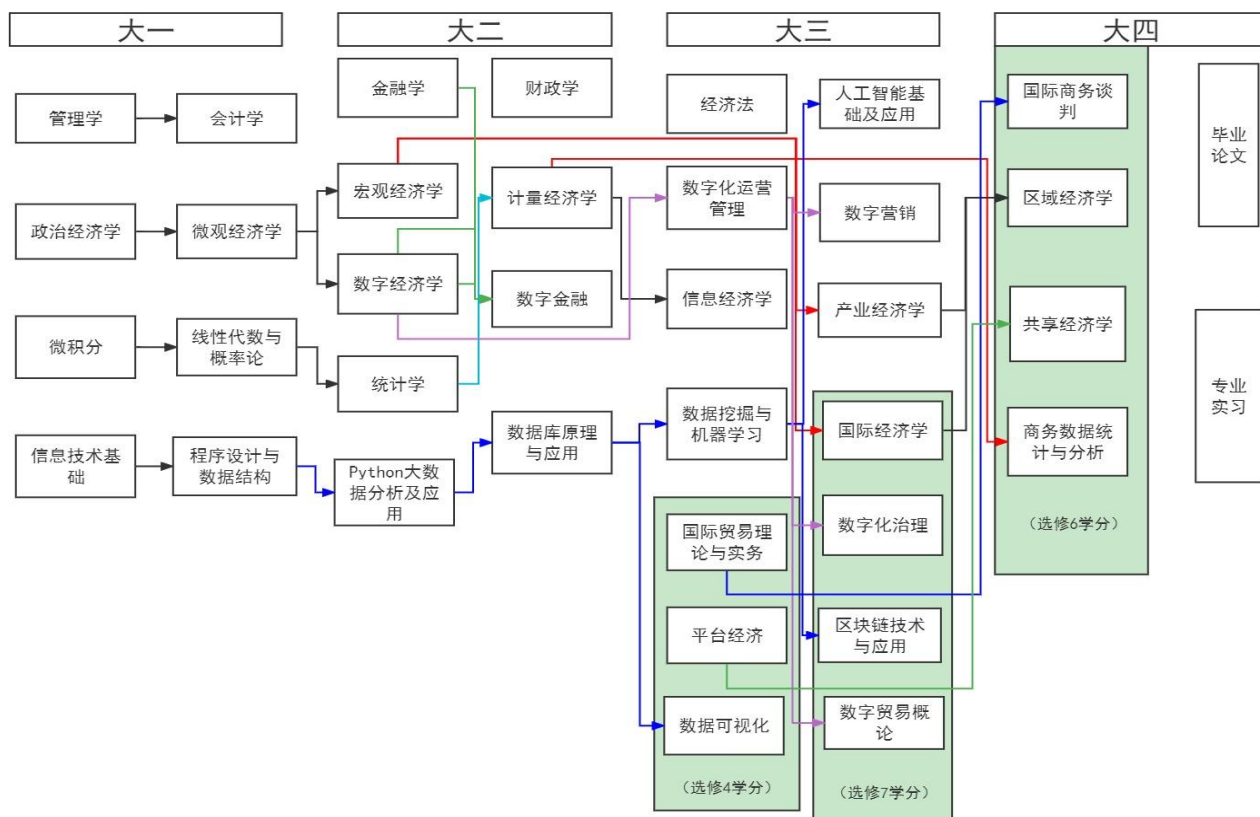 大一
大二
大三
大四
管理学
会计学
政治经济学
微观经济学
微积分
线性代数与
概率论
信息技术基
础
程序设计与
数据结构
金融学
财政学
宏观经济学
计量经济学
数字经济学
数字金融
统计学
Python大数
据分析及应
用
数据库原理
与应用
经济法
人工智能基
础及应用
数字化运营
管理
数字营销
信息经济学
产业经济学
数据挖掘与
机器学习
国际经济学
国际贸易理
论与实务
数字化治理
平台经济
区块链技术
与应用
数据可视化
数字贸易概
论
(选修4学分)
(选修7学分)
国际商务谈
判
区域经济学
共享经济学
商务数据统
计与分析
(选修6学分)
毕业
论文
专业
实习